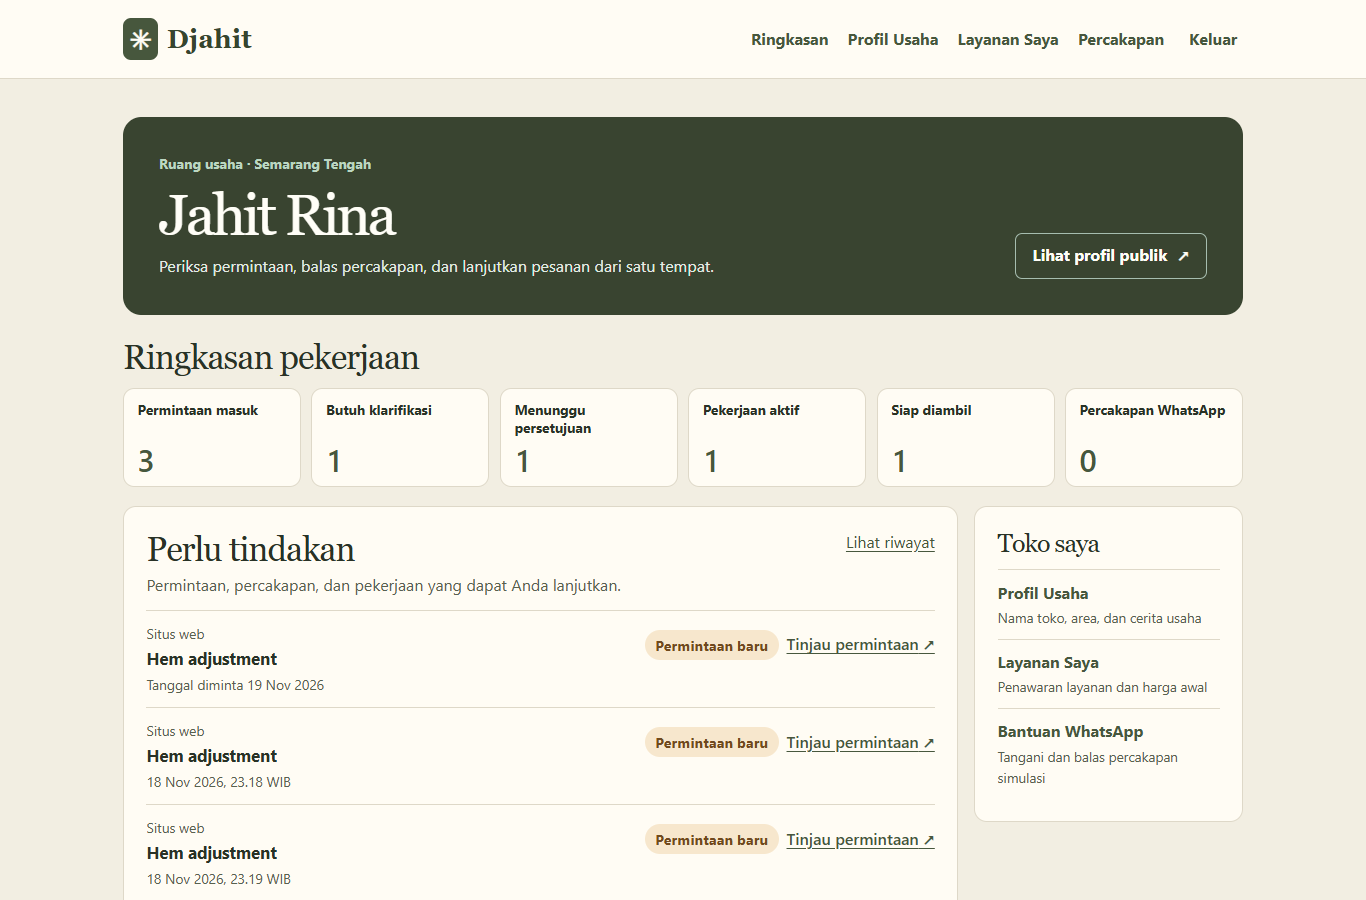 Djahit
Ringkasan Profil Usaha Layanan Saya Percakapan Keluar
Ruang usaha · Semarang Tengah
Jahit Rina
Periksa permintaan, balas percakapan, dan lanjutkan pesanan dari satu tempat.
Lihat profil publik ↗
Ringkasan pekerjaan
Permintaan masuk
3
Butuh klarifikasi
1
Menunggu
persetujuan
1
Pekerjaan aktif
1
Siap diambil
1
Percakapan WhatsApp
0
Perlu tindakan
Lihat riwayat
Permintaan, percakapan, dan pekerjaan yang dapat Anda lanjutkan.
Situs web
Hem adjustment
Tanggal diminta 19 Nov 2026
Permintaan baru
Tinjau permintaan ↗
Situs web
Hem adjustment
18 Nov 2026, 23.18 WIB
Permintaan baru
Tinjau permintaan ↗
Situs web
Hem adjustment
18 Nov 2026, 23.19 WIB
Permintaan baru
Tinjau permintaan ↗
Toko saya
Profil Usaha
Nama toko, area, dan cerita usaha
Layanan Saya
Penawaran layanan dan harga awal
Bantuan WhatsApp
Tangani dan balas percakapan
simulasi